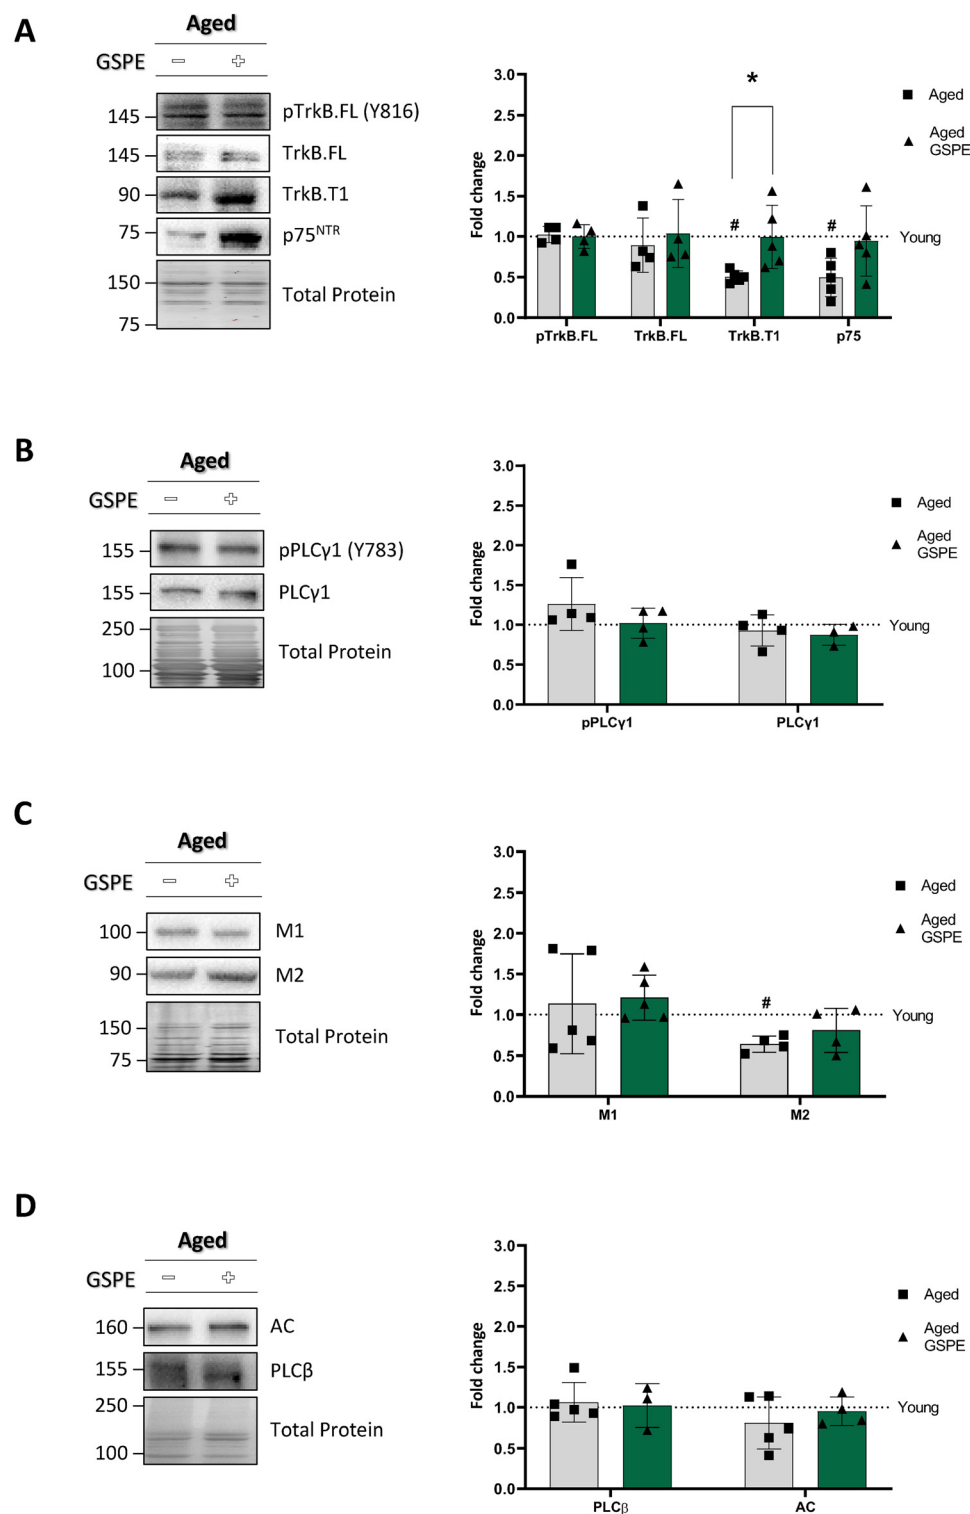 A
Aged
GSPE − +
145 pTrkB.FL (Y816)
145 TrkB.FL
90 TrkB.T1
75 p75NTR
150 Total Protein
75
Fold change
3.0
2.5
2.0
1.5
1.0
0.5
0.0
*
# #
Young
pTrkB.FL TrkB.FL TrkB.T1 p75
Aged
Aged
GSPE
B
Aged
GSPE − +
155 pPLCγ1 (Y783)
155 PLCγ1
250
Total Protein
100
Fold change
3.0
2.5
2.0
1.5
1.0
0.5
0.0
Young
pPLCγ1 PLCγ1
Aged
Aged
GSPE
C
Aged
GSPE − +
100 M1
90 M2
150
Total Protein
75
Fold change
3.0
2.5
2.0
1.5
1.0
0.5
0.0
#
Young
M1 M2
Aged
Aged
GSPE
D
Aged
GSPE − +
160 AC
155 PLCβ
250
Total Protein
100
Fold change
3.0
2.5
2.0
1.5
1.0
0.5
0.0
Young
PLCβ AC
Aged
Aged
GSPE